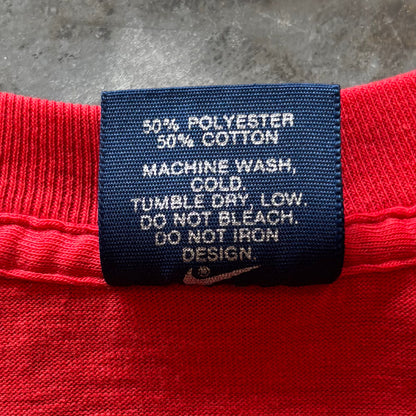 50% POLYESTER
50% COTTON
MACHINE WASH,
COLD.
TUMBLE DRY, LOW.
DO NOT BLEACH.
DO NOT IRON
DESIGN.
®